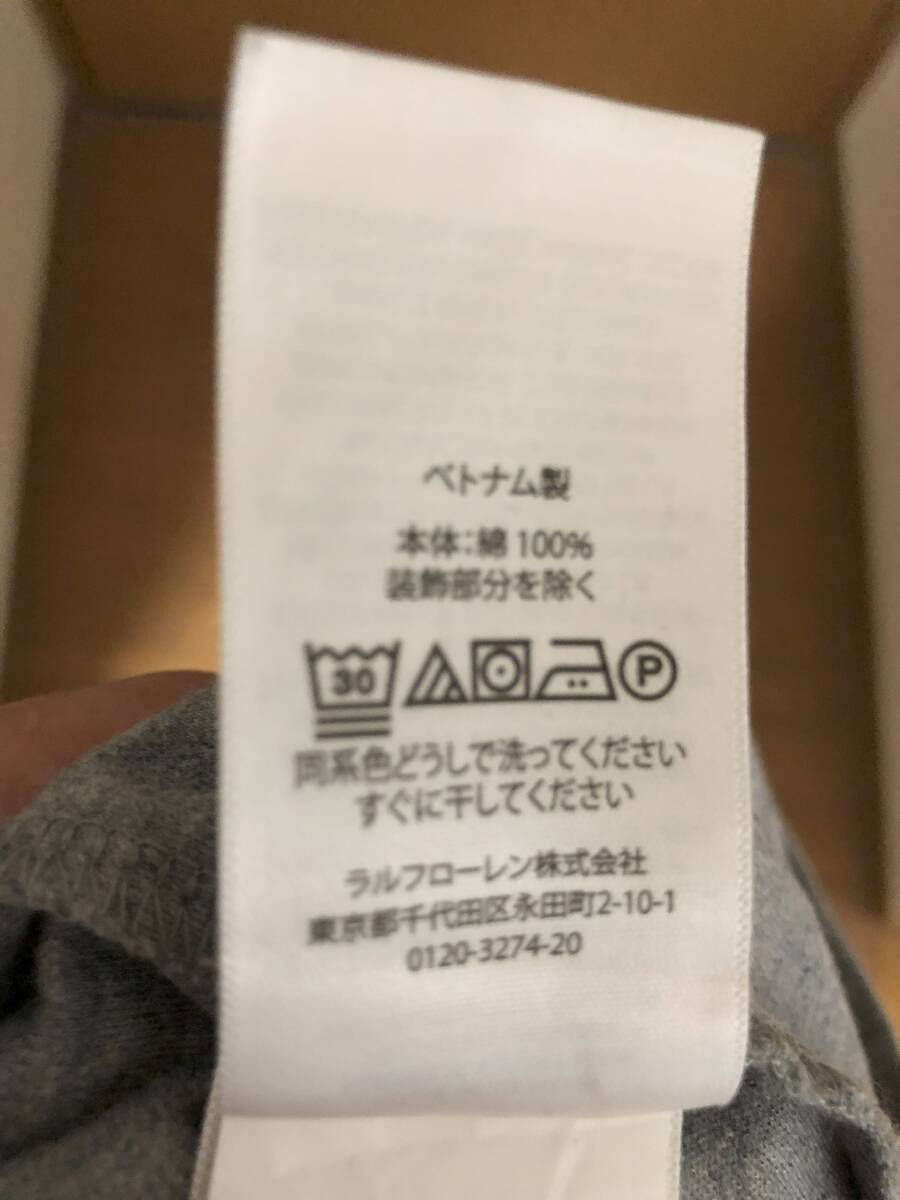 ベトナム製
本体：綿 100%
装飾部分を除く
30 P
同系色どうしで洗ってください
すぐに干してください
ラルフローレン株式会社
東京都千代田区永田町2-10-1
0120-3274-20